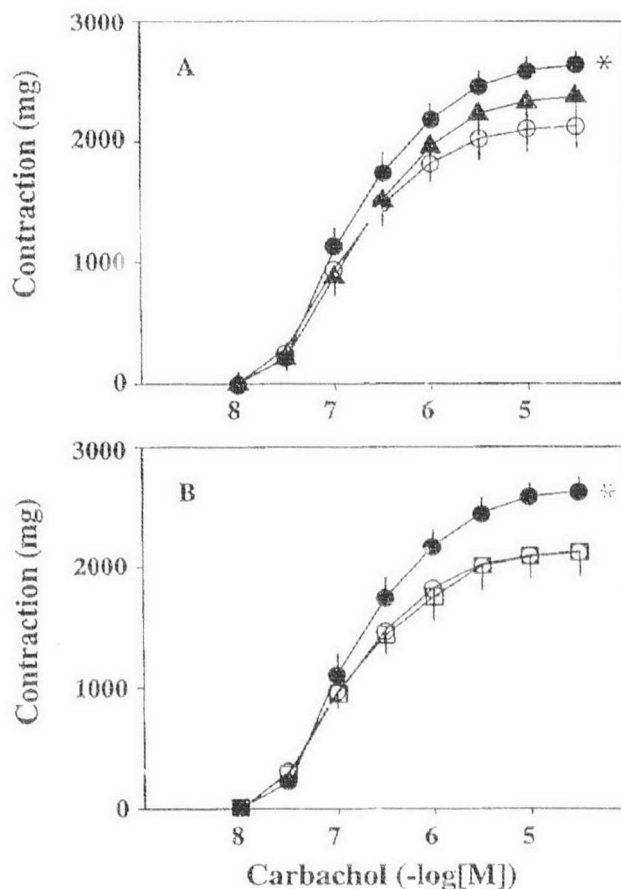 3000
A
*
2000
1000
0
Contraction (mg)
8 7 6 5
3000
B
*
2000
1000
0
Contraction (mg)
8 7 6 5
Carbachol (-log[M])